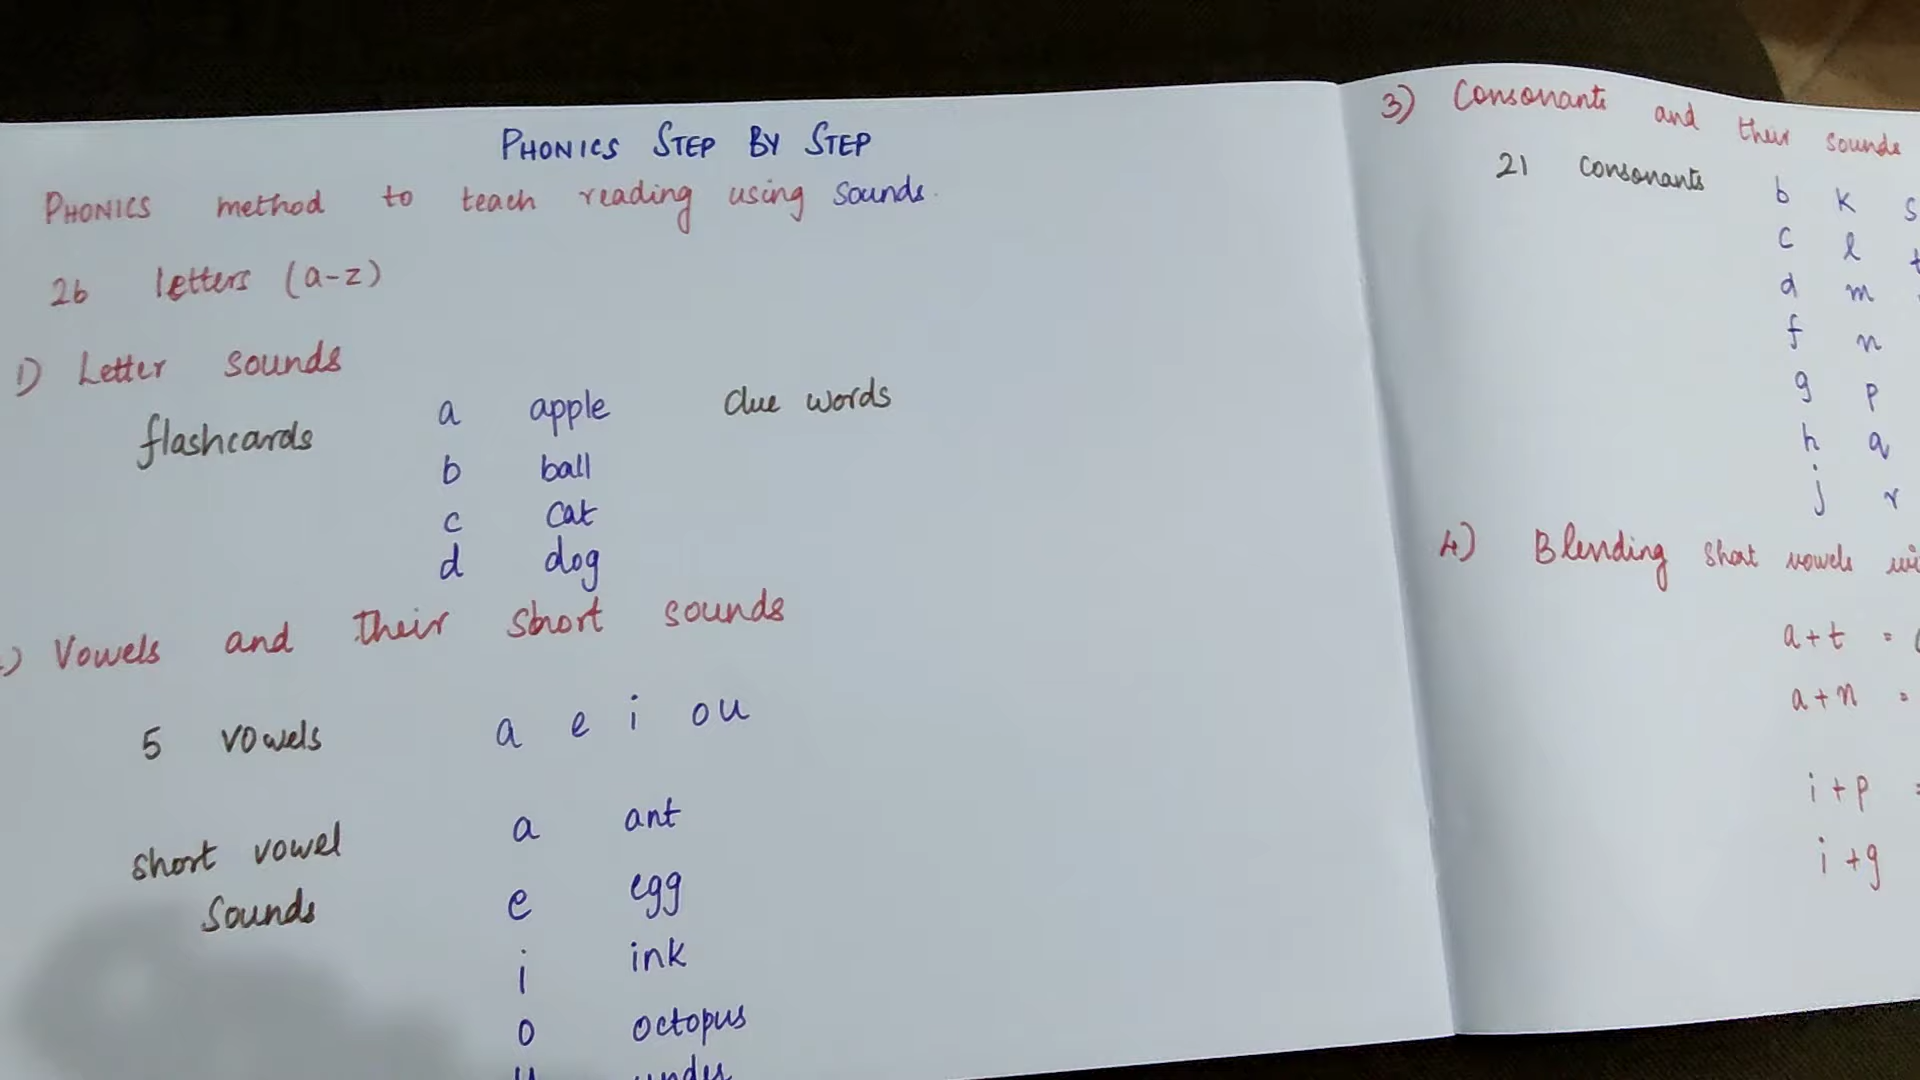 PHONICS STEP BY STEP
PHONICS method to teach reading using sounds.
26 letters (a-z)
1) Letter sounds
flashcards a apple clue words
b ball
c cat
d dog
) Vowels and their short sounds
5 vowels a e i o u
short vowel a ant
sounds e egg
i ink
o octopus
u under
3) Consonants and their sounds
21 consonants b k s
c l t
d m
f n
g p
h q
j r
4) Blending short vowels
a+t =
a+n =
i+p =
i+g